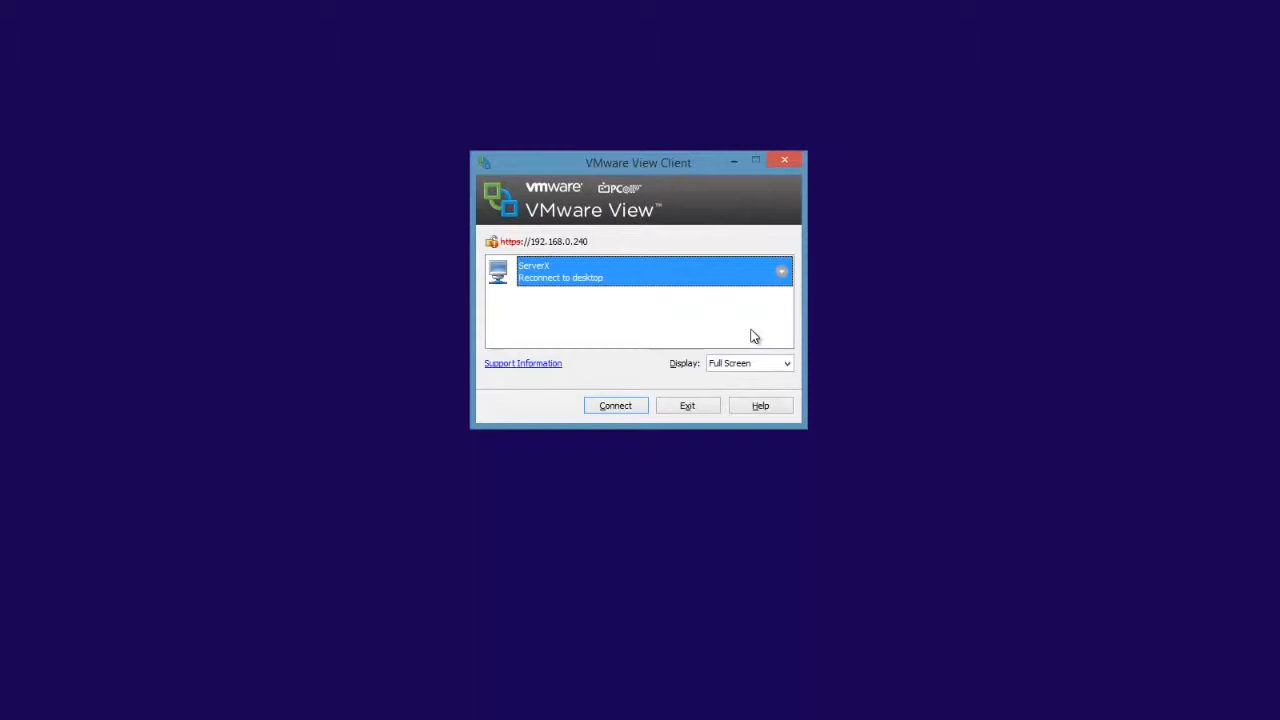 VMware View Client
vmware PCoIP
VMware View™
https://192.168.0.240
ServerX
Reconnect to desktop
Support Information
Display: Full Screen
Connect Exit Help